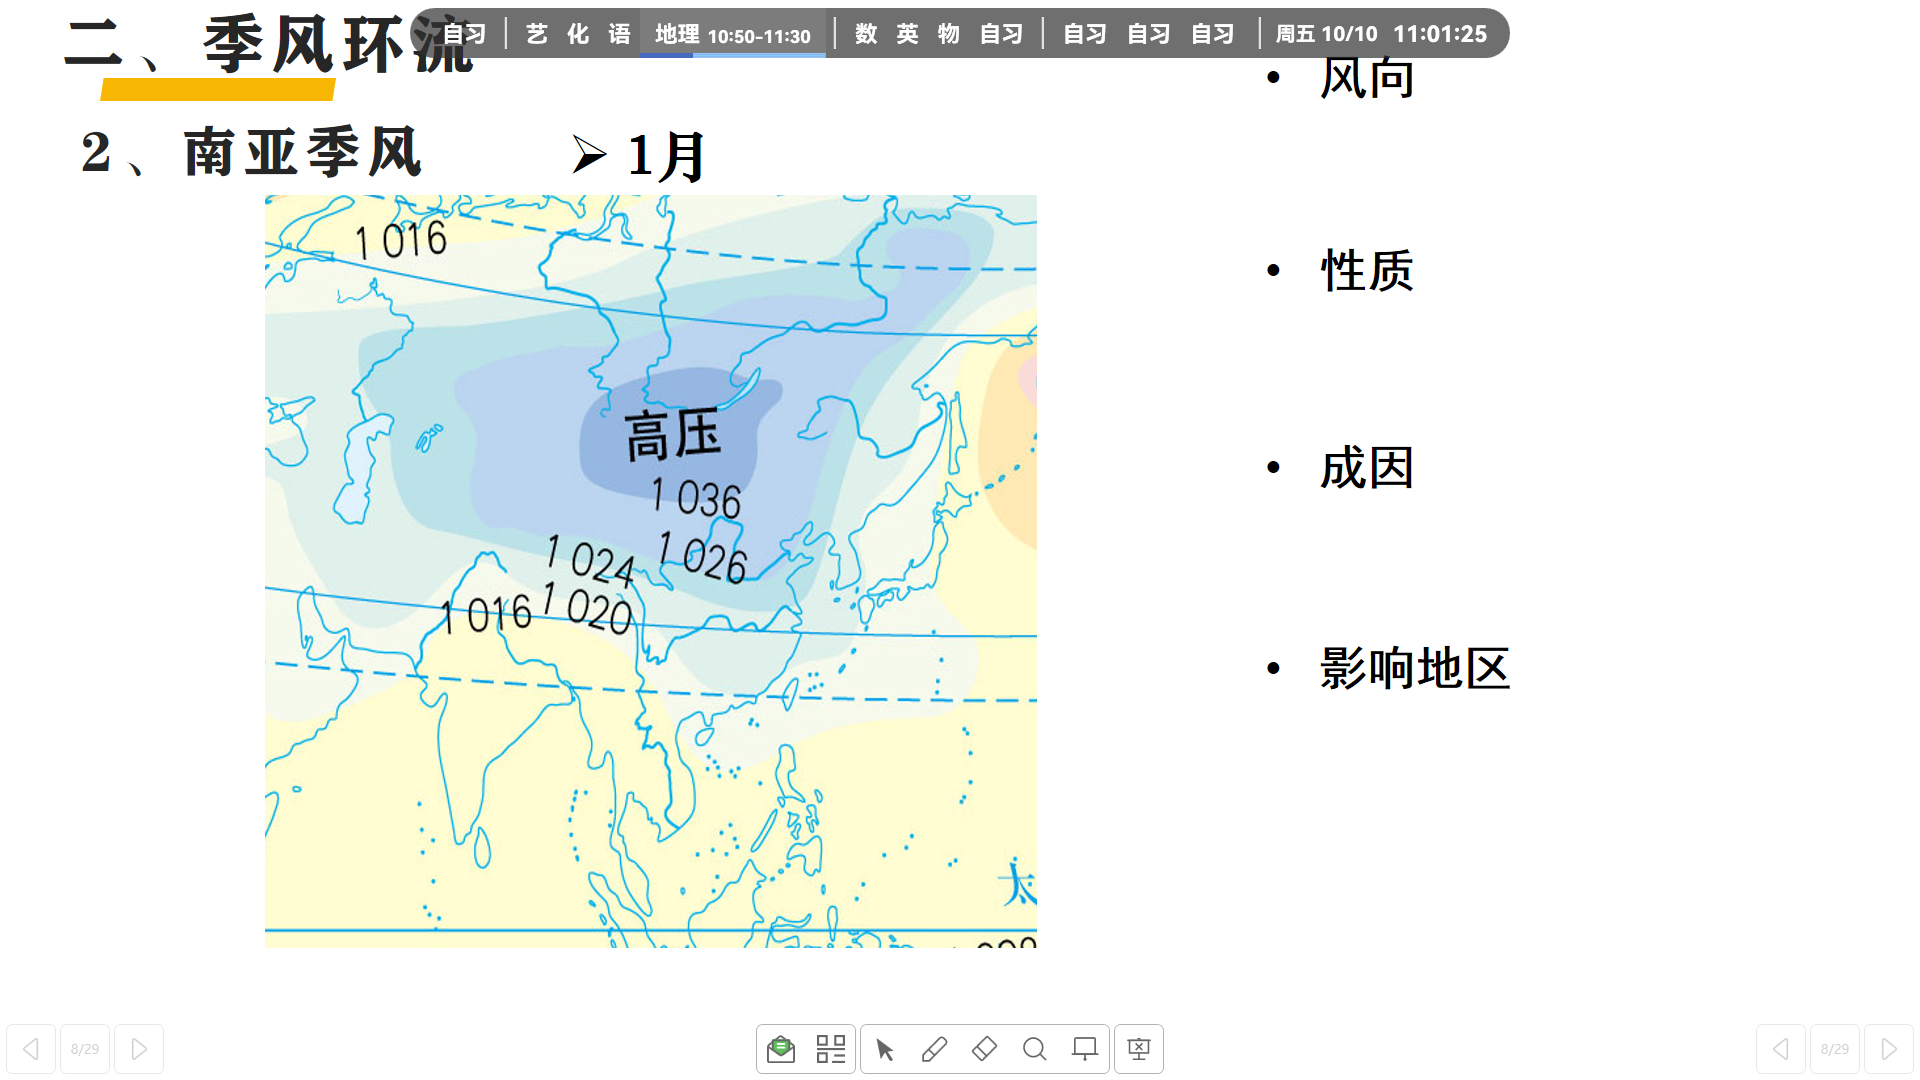 二、季风环流
自习 艺 化 语 地理 10:50-11:30 数 英 物 自习 自习 自习 自习 周五 10/10 11:01:25
风向
2、南亚季风
1月
1 016
性质
高压
成因
1 036
1 024
1 026
1 016
1 020
影响地区
太
8/29
8/29